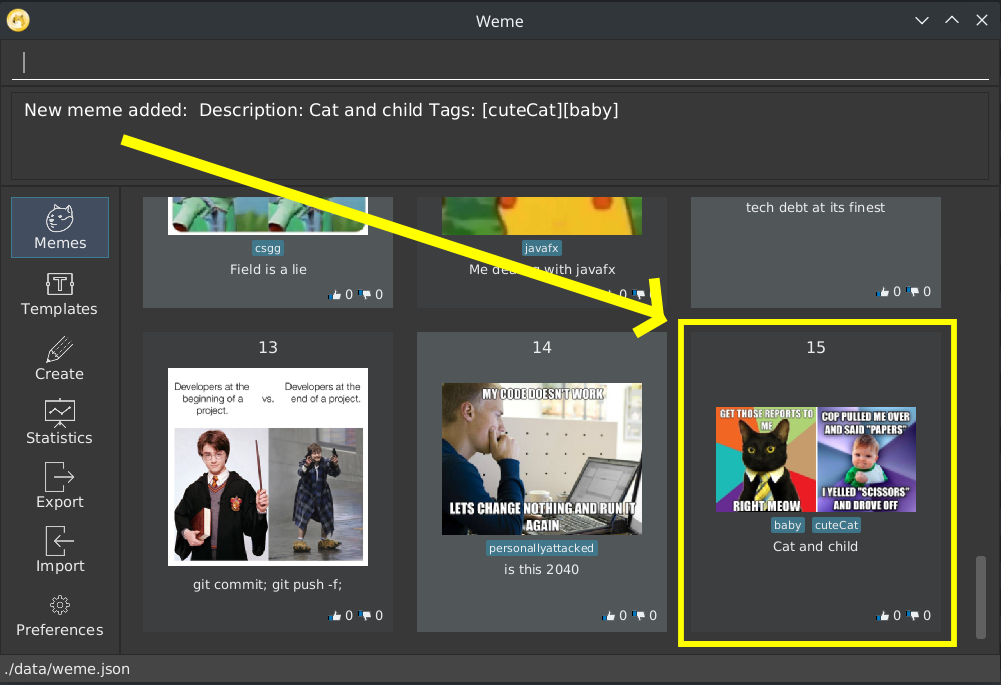 Weme
New meme added:  Description: Cat and child Tags: [cuteCat][baby]
Memes
Templates
Create
Statistics
Export
Import
Preferences
csgg
Field is a lie
0 0
javafx
Me dealing with javafx
0
tech debt at its finest
0 0
13
Developers at the
beginning of a
project.
vs.
Developers at the
end of a project.
git commit; git push -f;
0 0
14
MY CODE DOESN'T WORK
LETS CHANGE NOTHING AND RUN IT
AGAIN
personallyattacked
is this 2040
0 0
15
GET THOSE REPORTS TO
ME
RIGHT MEOW
COP PULLED ME OVER
AND SAID "PAPERS"
I YELLED "SCISSORS"
AND DROVE OFF
baby cuteCat
Cat and child
0 0
./data/weme.json